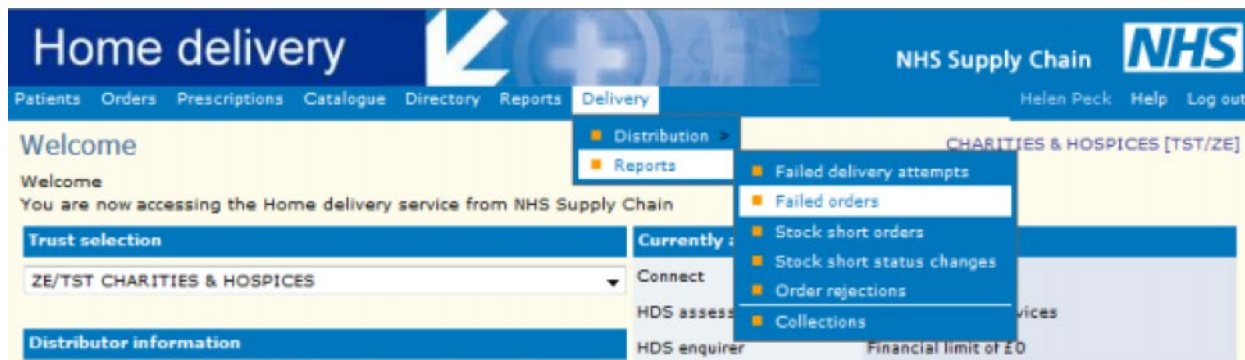 Home delivery
NHS Supply Chain NHS
Patients Orders Prescriptions Catalogue Directory Reports Delivery Helen Peck Help Log out
Distribution >
Reports
Failed delivery attempts
Failed orders
Stock short orders
Stock short status changes
Order rejections
Collections
Welcome
CHARITIES & HOSPICES [TST/ZE]
Welcome
You are now accessing the Home delivery service from NHS Supply Chain
Trust selection
ZE/TST CHARITIES & HOSPICES
Distributor information
Currently
Connect
HDS assess
HDS enquirer Financial limit of £0